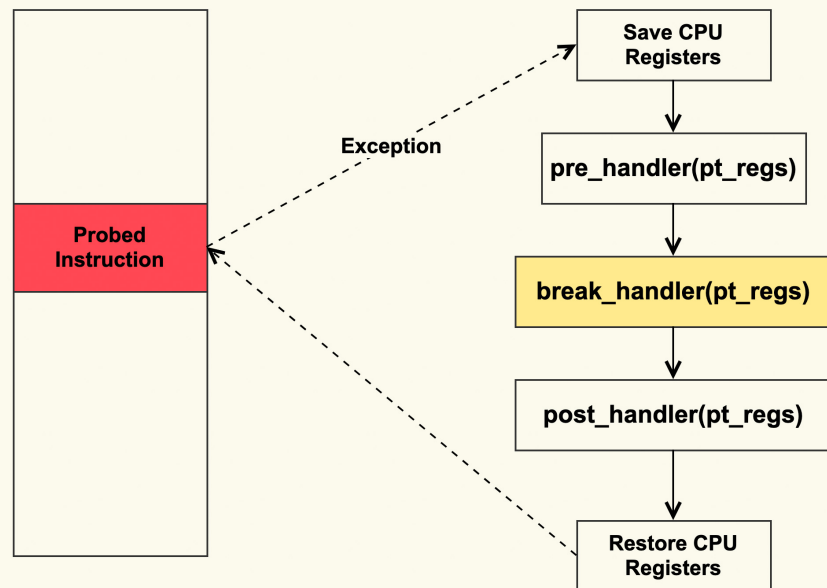 Save CPU
Registers
Exception
pre_handler(pt_regs)
Probed
Instruction
break_handler(pt_regs)
post_handler(pt_regs)
Restore CPU
Registers